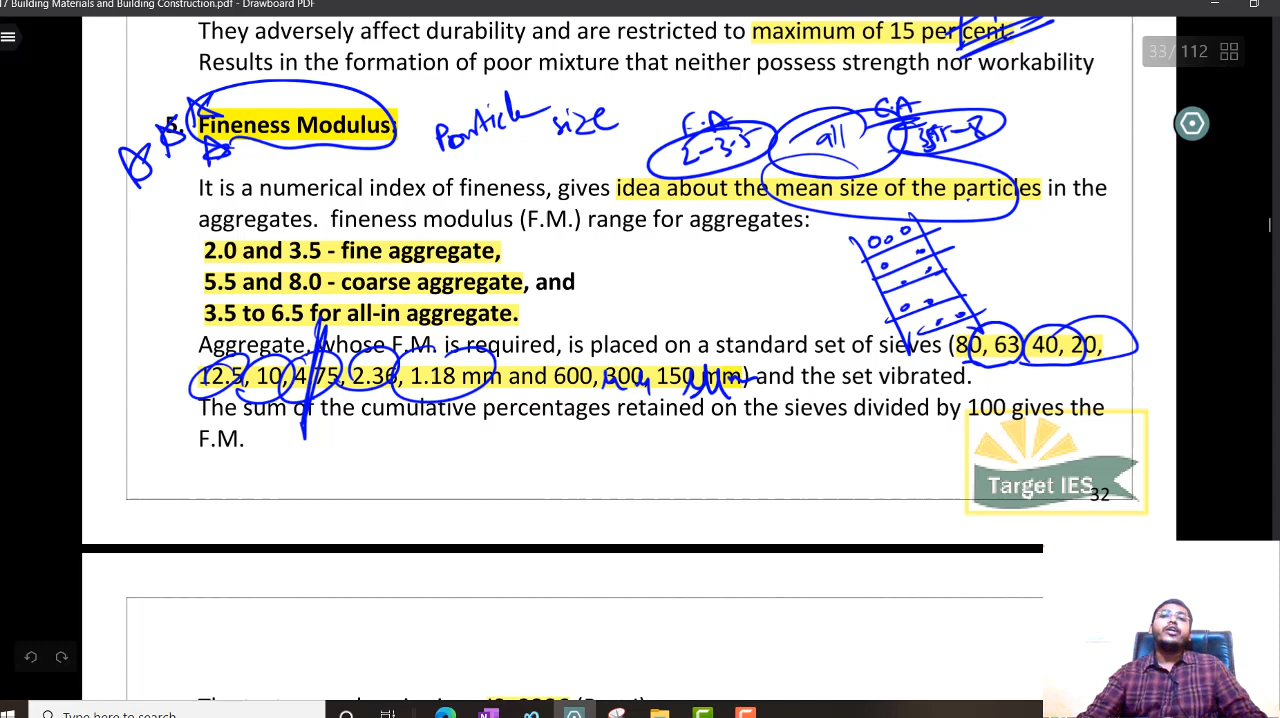 17 Building Materials and Building Construction.pdf - Drawboard PDF
They adversely affect durability and are restricted to maximum of 15 per cent.
Results in the formation of poor mixture that neither possess strength nor workability
33 / 112
5. Fineness Modulus:
Particle size
F.A
2-3.5
all
C.A
It is a numerical index of fineness, gives idea about the mean size of the particles in the
aggregates. fineness modulus (F.M.) range for aggregates:
2.0 and 3.5 - fine aggregate,
5.5 and 8.0 - coarse aggregate, and
3.5 to 6.5 for all-in aggregate.
Aggregate, whose F.M. is required, is placed on a standard set of sieves (80, 63, 40, 20,
12.5, 10, 4.75, 2.36, 1.18 mm and 600, 300, 150 mm) and the set vibrated.
The sum of the cumulative percentages retained on the sieves divided by 100 gives the
F.M.
Target IES
32
Type here to search